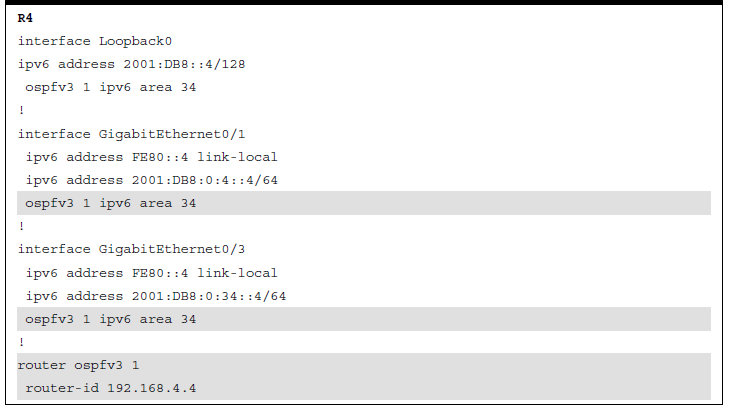 R4
interface Loopback0
ipv6 address 2001:DB8::4/128
ospfv3 1 ipv6 area 34
!
interface GigabitEthernet0/1
ipv6 address FE80::4 link-local
ipv6 address 2001:DB8:0:4::4/64
ospfv3 1 ipv6 area 34
!
interface GigabitEthernet0/3
ipv6 address FE80::4 link-local
ipv6 address 2001:DB8:0:34::4/64
ospfv3 1 ipv6 area 34
!
router ospfv3 1
router-id 192.168.4.4